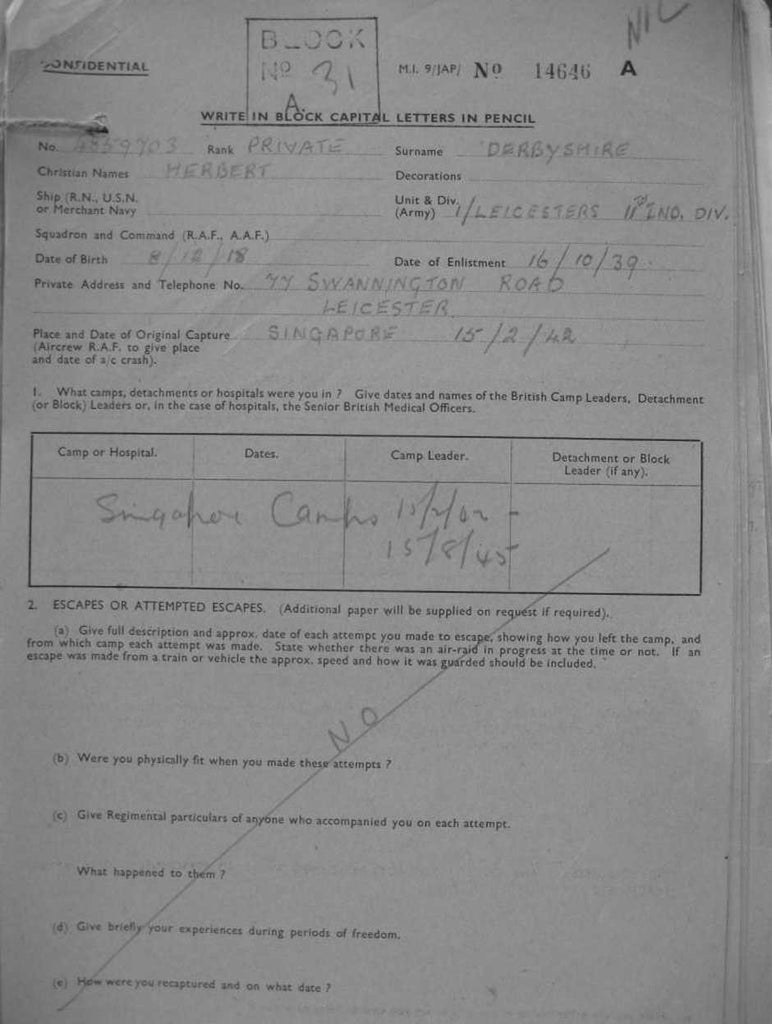 NIL
BLOCK
Nº 31
A
CONFIDENTIAL
M.I. 9/JAP/ Nº 14646 A
WRITE IN BLOCK CAPITAL LETTERS IN PENCIL
No. 4859703 Rank PRIVATE Surname DERBYSHIRE
Christian Names HERBERT Decorations
Ship (R.N., U.S.N. or Merchant Navy
Unit & Div. (Army) 1/LEICESTERS 11TH IND. DIV.
Squadron and Command (R.A.F., A.A.F.)
Date of Birth 8/12/18 Date of Enlistment 16/10/39.
Private Address and Telephone No. 77 SWANNINGTON ROAD
LEICESTER
Place and Date of Original Capture SINGAPORE 15/2/42
(Aircrew R.A.F. to give place
and date of a/c crash).
1. What camps, detachments or hospitals were you in ? Give dates and names of the British Camp Leaders, Detachment
(or Block) Leaders or, in the case of hospitals, the Senior British Medical Officers.
Camp or Hospital. Dates. Camp Leader. Detachment or Block
Leader (if any).
Singapore Camps 15/2/42 -
15/8/45
2. ESCAPES OR ATTEMPTED ESCAPES. (Additional paper will be supplied on request if required).
(a) Give full description and approx. date of each attempt you made to escape, showing how you left the camp, and
from which camp each attempt was made. State whether there was an air-raid in progress at the time or not. If an
escape was made from a train or vehicle the approx. speed and how it was guarded should be included.
NO
(b) Were you physically fit when you made these attempts ?
(c) Give Regimental particulars of anyone who accompanied you on each attempt.
What happened to them ?
(d) Give briefly your experiences during periods of freedom.
(e) How were you recaptured and on what date ?